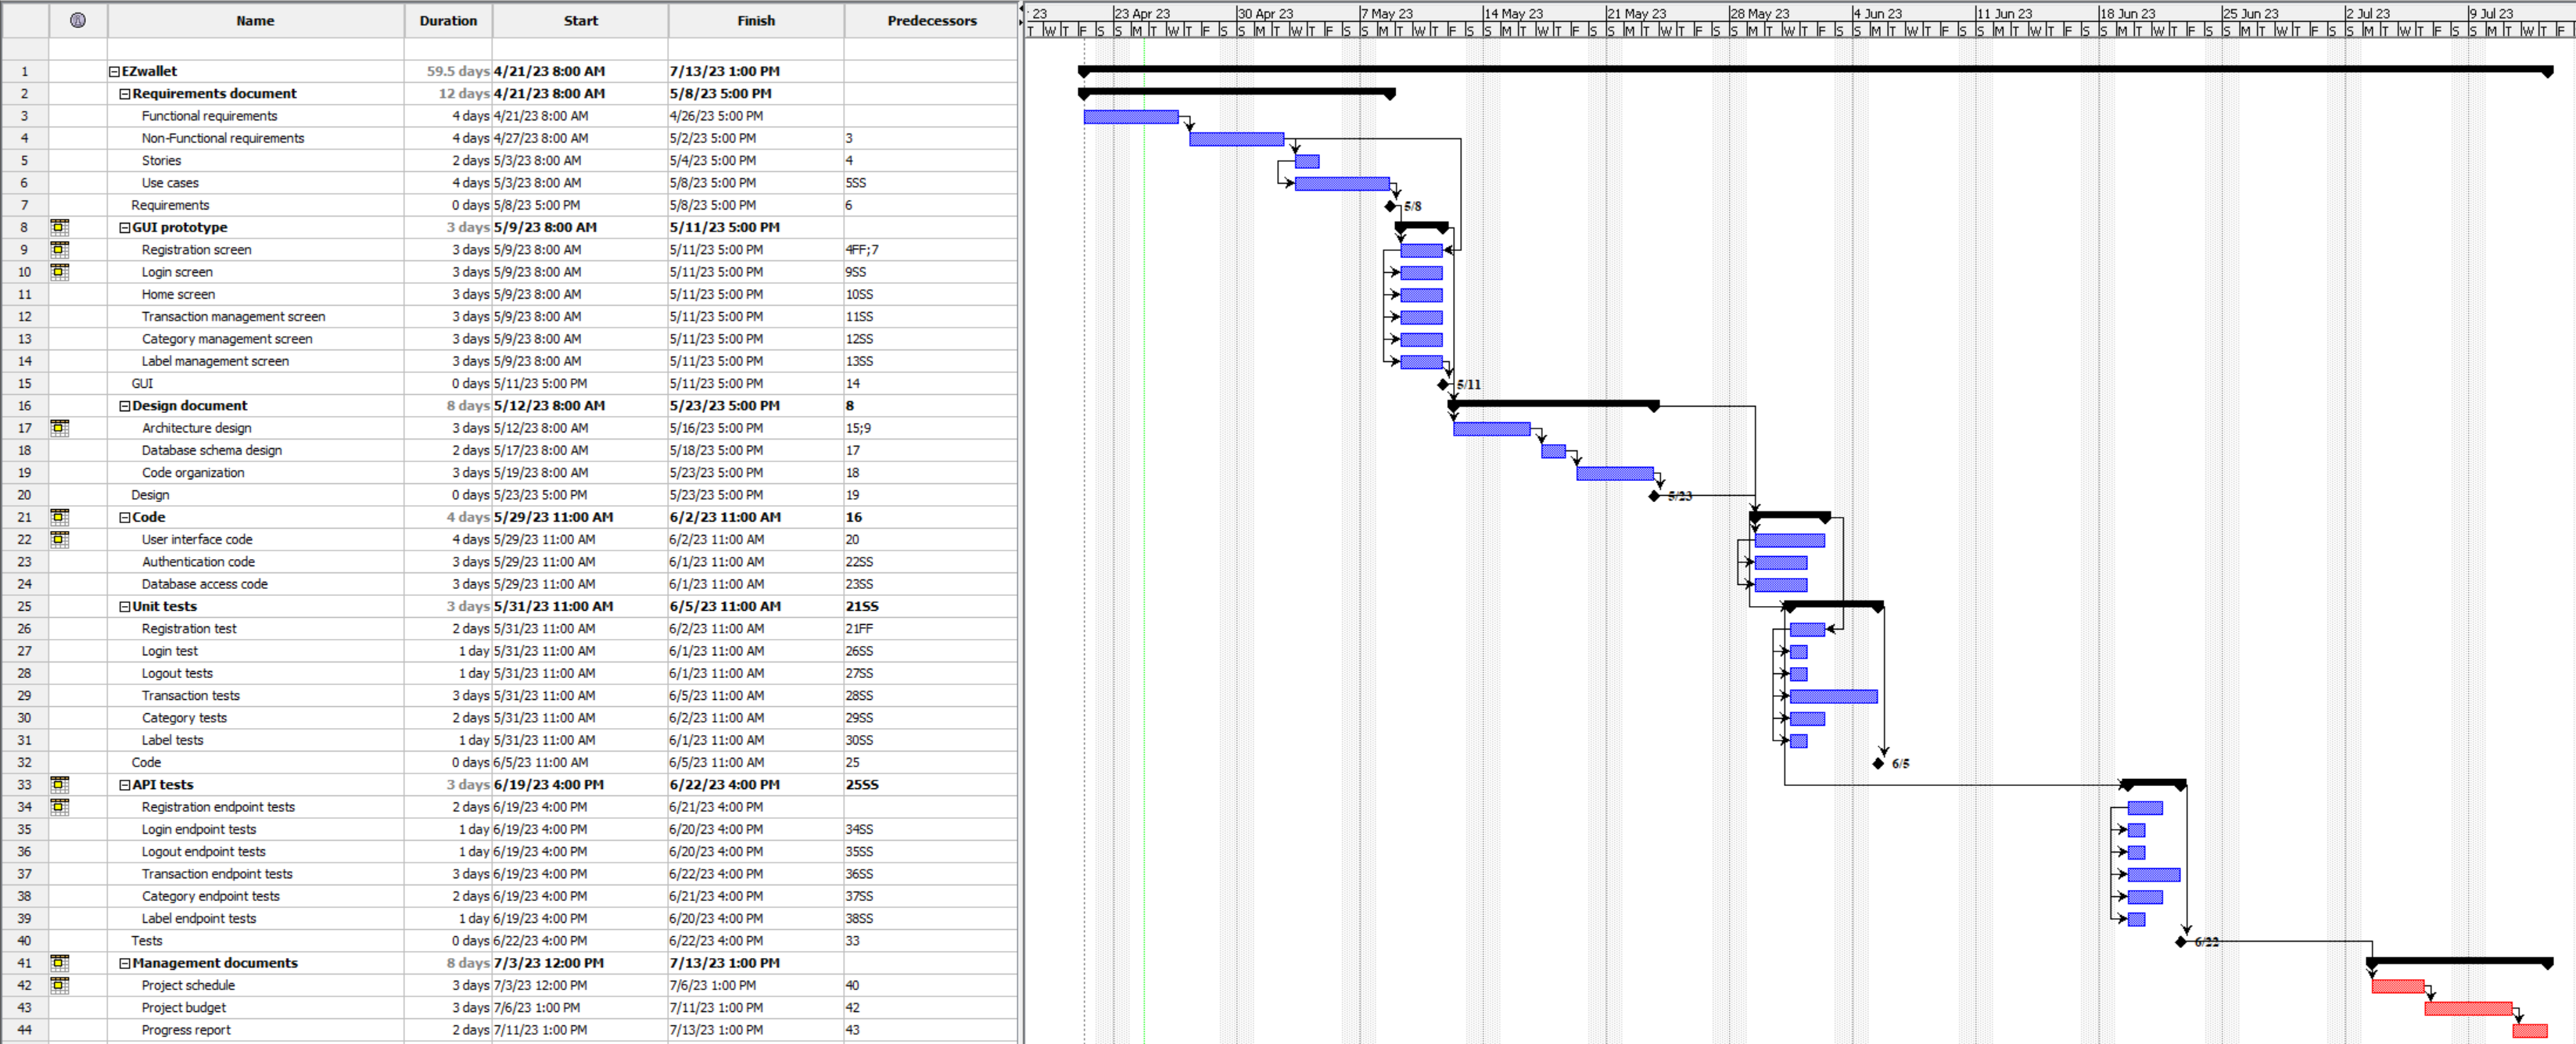 Name Duration Start Finish Predecessors
23 23 Apr 23 30 Apr 23 7 May 23 14 May 23 21 May 23 28 May 23 4 Jun 23 11 Jun 23 18 Jun 23 25 Jun 23 2 Jul 23 9 Jul 23
T W T F S S M T W T F S S M T W T F S S M T W T F S S M T W T F S S M T W T F S S M T W T F S S M T W T F S S M T W T F S S M T W T F S S M T W T F S S M T W T F S S M T W T F
1 EZwallet 59.5 days 4/21/23 8:00 AM 7/13/23 1:00 PM
2 Requirements document 12 days 4/21/23 8:00 AM 5/8/23 5:00 PM
3 Functional requirements 4 days 4/21/23 8:00 AM 4/26/23 5:00 PM
4 Non-Functional requirements 4 days 4/27/23 8:00 AM 5/2/23 5:00 PM 3
5 Stories 2 days 5/3/23 8:00 AM 5/4/23 5:00 PM 4
6 Use cases 4 days 5/3/23 8:00 AM 5/8/23 5:00 PM 5SS
7 Requirements 0 days 5/8/23 5:00 PM 5/8/23 5:00 PM 6 5/8
8 GUI prototype 3 days 5/9/23 8:00 AM 5/11/23 5:00 PM
9 Registration screen 3 days 5/9/23 8:00 AM 5/11/23 5:00 PM 4FF;7
10 Login screen 3 days 5/9/23 8:00 AM 5/11/23 5:00 PM 9SS
11 Home screen 3 days 5/9/23 8:00 AM 5/11/23 5:00 PM 10SS
12 Transaction management screen 3 days 5/9/23 8:00 AM 5/11/23 5:00 PM 11SS
13 Category management screen 3 days 5/9/23 8:00 AM 5/11/23 5:00 PM 12SS
14 Label management screen 3 days 5/9/23 8:00 AM 5/11/23 5:00 PM 13SS
15 GUI 0 days 5/11/23 5:00 PM 5/11/23 5:00 PM 14 5/11
16 Design document 8 days 5/12/23 8:00 AM 5/23/23 5:00 PM 8
17 Architecture design 3 days 5/12/23 8:00 AM 5/16/23 5:00 PM 15;9
18 Database schema design 2 days 5/17/23 8:00 AM 5/18/23 5:00 PM 17
19 Code organization 3 days 5/19/23 8:00 AM 5/23/23 5:00 PM 18
20 Design 0 days 5/23/23 5:00 PM 5/23/23 5:00 PM 19 5/23
21 Code 4 days 5/29/23 11:00 AM 6/2/23 11:00 AM 16
22 User interface code 4 days 5/29/23 11:00 AM 6/2/23 11:00 AM 20
23 Authentication code 3 days 5/29/23 11:00 AM 6/1/23 11:00 AM 22SS
24 Database access code 3 days 5/29/23 11:00 AM 6/1/23 11:00 AM 23SS
25 Unit tests 3 days 5/31/23 11:00 AM 6/5/23 11:00 AM 21SS
26 Registration test 2 days 5/31/23 11:00 AM 6/2/23 11:00 AM 21FF
27 Login test 1 day 5/31/23 11:00 AM 6/1/23 11:00 AM 26SS
28 Logout tests 1 day 5/31/23 11:00 AM 6/1/23 11:00 AM 27SS
29 Transaction tests 3 days 5/31/23 11:00 AM 6/5/23 11:00 AM 28SS
30 Category tests 2 days 5/31/23 11:00 AM 6/2/23 11:00 AM 29SS
31 Label tests 1 day 5/31/23 11:00 AM 6/1/23 11:00 AM 30SS
32 Code 0 days 6/5/23 11:00 AM 6/5/23 11:00 AM 25 6/5
33 API tests 3 days 6/19/23 4:00 PM 6/22/23 4:00 PM 25SS
34 Registration endpoint tests 2 days 6/19/23 4:00 PM 6/21/23 4:00 PM
35 Login endpoint tests 1 day 6/19/23 4:00 PM 6/20/23 4:00 PM 34SS
36 Logout endpoint tests 1 day 6/19/23 4:00 PM 6/20/23 4:00 PM 35SS
37 Transaction endpoint tests 3 days 6/19/23 4:00 PM 6/22/23 4:00 PM 36SS
38 Category endpoint tests 2 days 6/19/23 4:00 PM 6/21/23 4:00 PM 37SS
39 Label endpoint tests 1 day 6/19/23 4:00 PM 6/20/23 4:00 PM 38SS
40 Tests 0 days 6/22/23 4:00 PM 6/22/23 4:00 PM 33 6/22
41 Management documents 8 days 7/3/23 12:00 PM 7/13/23 1:00 PM
42 Project schedule 3 days 7/3/23 12:00 PM 7/6/23 1:00 PM 40
43 Project budget 3 days 7/6/23 1:00 PM 7/11/23 1:00 PM 42
44 Progress report 2 days 7/11/23 1:00 PM 7/13/23 1:00 PM 43